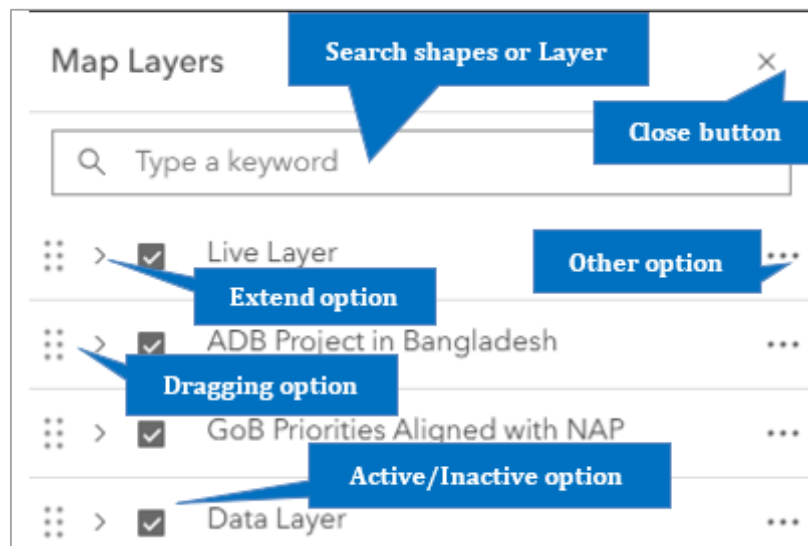 Map Layers
Search shapes or Layer
Close button
Type a keyword
Live Layer
Other option
Extend option
ADB Project in Bangladesh
Dragging option
GoB Priorities Aligned with NAP
Active/Inactive option
Data Layer